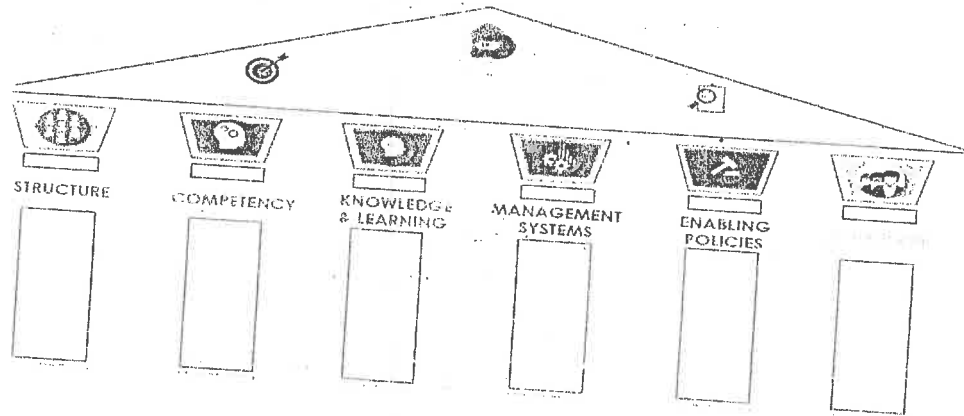 STRUCTURE
COMPETENCY
KNOWLEDGE
& LEARNING
MANAGEMENT
SYSTEMS
ENABLING
POLICIES